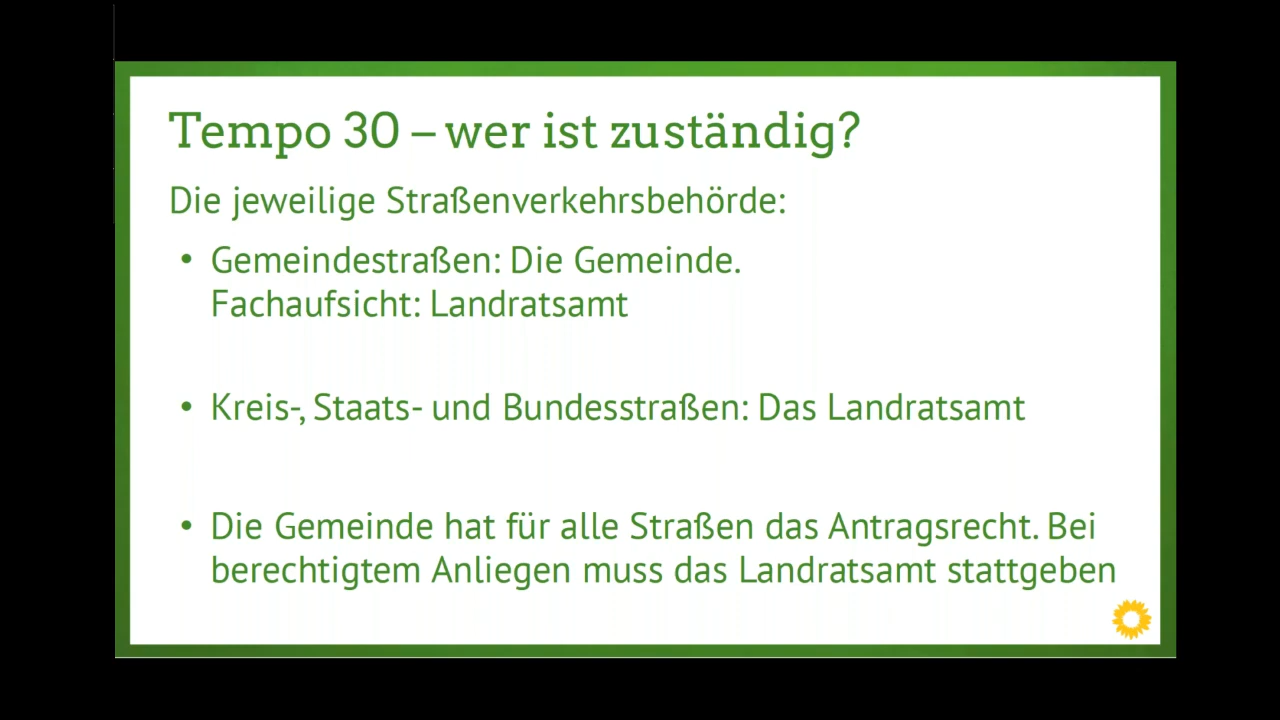 Tempo 30 – wer ist zuständig?
Die jeweilige Straßenverkehrsbehörde:
• Gemeindestraßen: Die Gemeinde.
Fachaufsicht: Landratsamt
• Kreis-, Staats- und Bundesstraßen: Das Landratsamt
• Die Gemeinde hat für alle Straßen das Antragsrecht. Bei
berechtigtem Anliegen muss das Landratsamt stattgeben